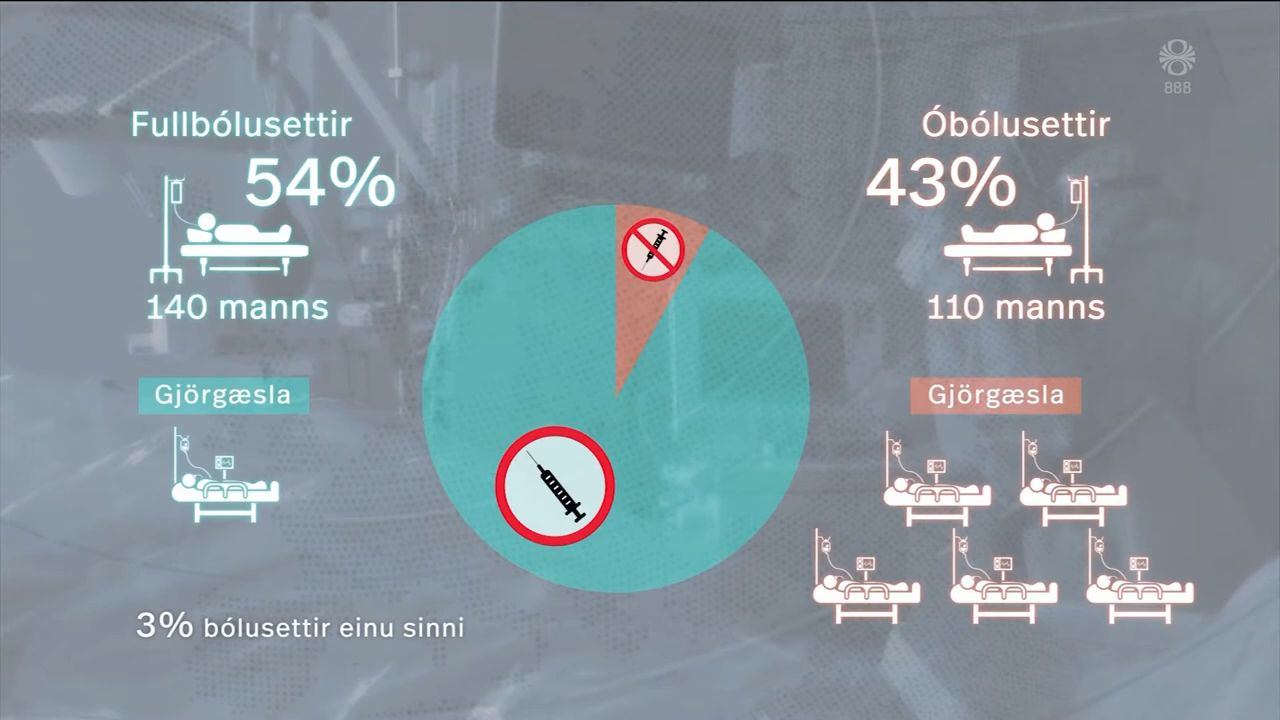 888
Fullbólusettir
54%
140 manns
Gjörgæsla
3% bólusettir einu sinni
Óbólusettir
43%
110 manns
Gjörgæsla